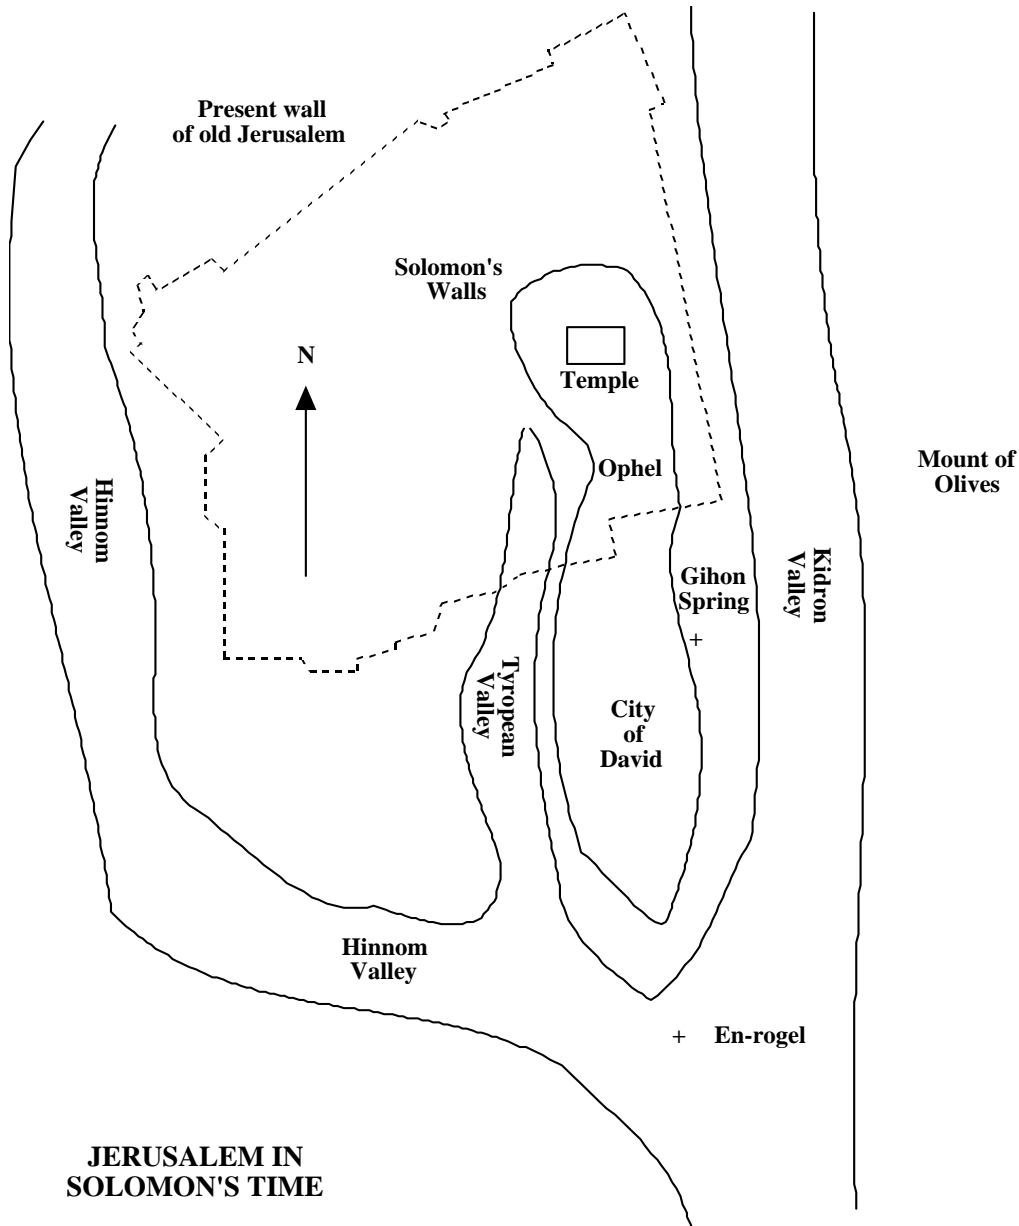 Present wall
of old Jerusalem
Solomon's
Walls
N
Temple
Ophel
Mount of
Olives
Hinnom
Valley
Gihon
Spring
+
Kidron
Valley
Tyropean
Valley
City
of
David
Hinnom
Valley
+ En-rogel
JERUSALEM IN
SOLOMON'S TIME